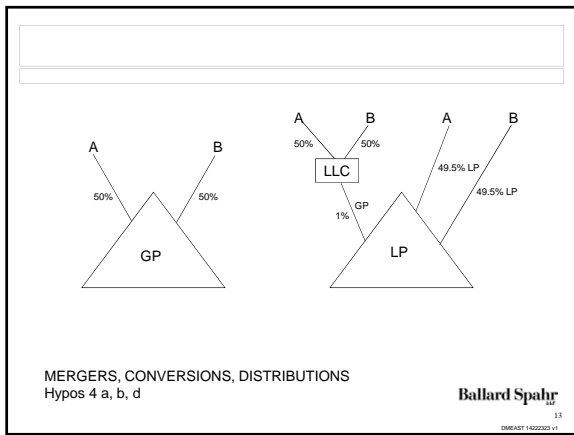 A B
50% 50%
GP
A B A B
50% 50%
LLC
49.5% LP
49.5% LP
GP
1%
LP
MERGERS, CONVERSIONS, DISTRIBUTIONS
Hypos 4 a, b, d
Ballard Spahr
LLP
13
DMEAST 14222323 v1